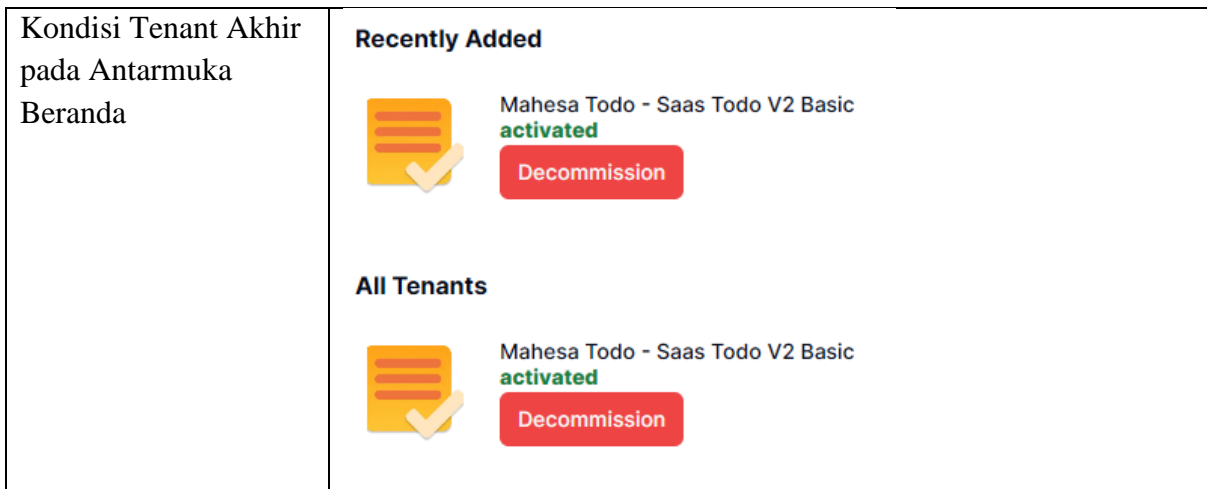 Kondisi Tenant Akhir
pada Antarmuka
Beranda
Recently Added
Mahesa Todo - Saas Todo V2 Basic
activated
Decommission
All Tenants
Mahesa Todo - Saas Todo V2 Basic
activated
Decommission